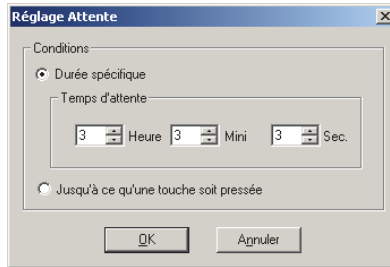 Réglage Attente
Conditions
Durée spécifique
Temps d'attente
3 Heure 3 Mini 3 Sec.
Jusqu'à ce qu'une touche soit pressée
OK Annuler